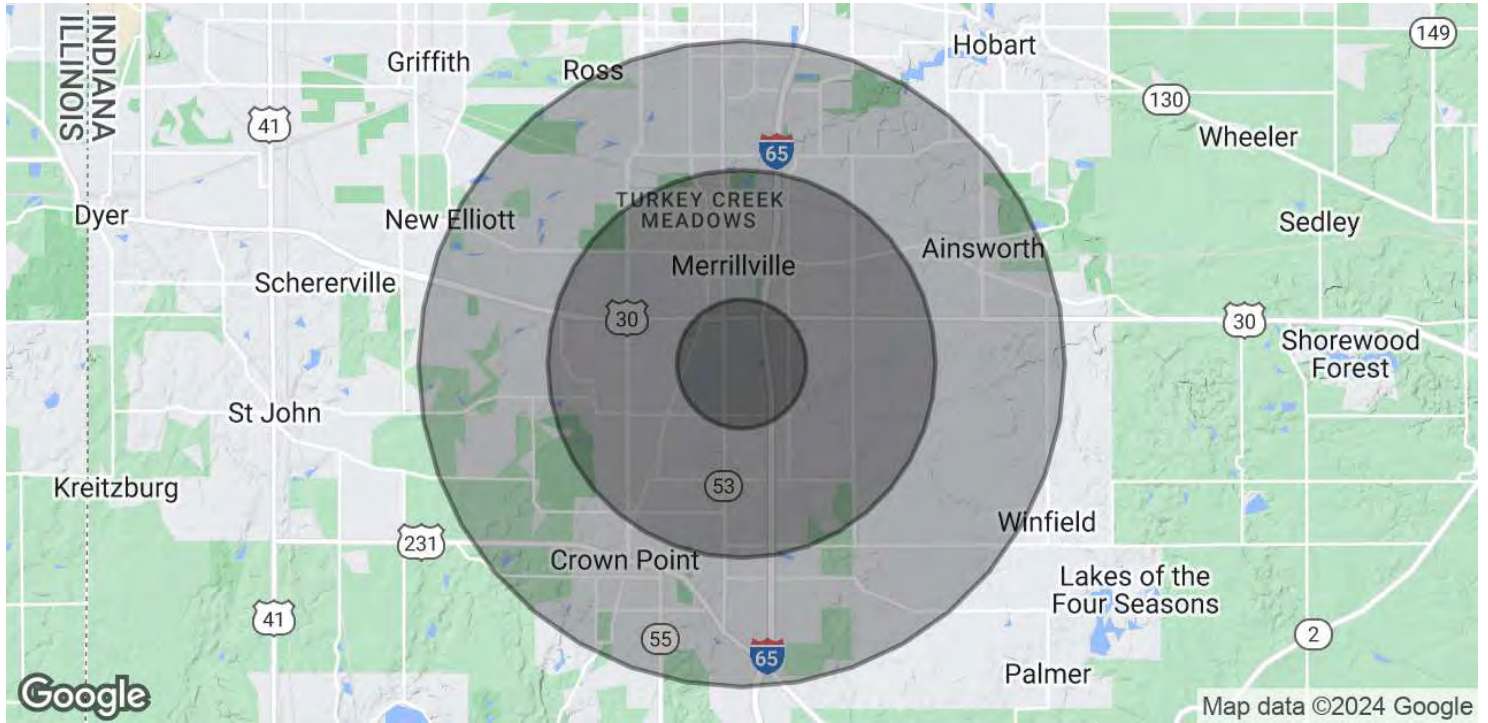 INDIANA
ILLINOIS
Griffith
Ross
Hobart
149
41
130
65
Wheeler
TURKEY CREEK
MEADOWS
Dyer
New Elliott
Sedley
Ainsworth
Merrillville
Schererville
30
30
Shorewood
Forest
St John
Kreitzburg
53
Winfield
231
Crown Point
Lakes of the
Four Seasons
41
55
65
2
Palmer
Google
Map data ©2024 Google